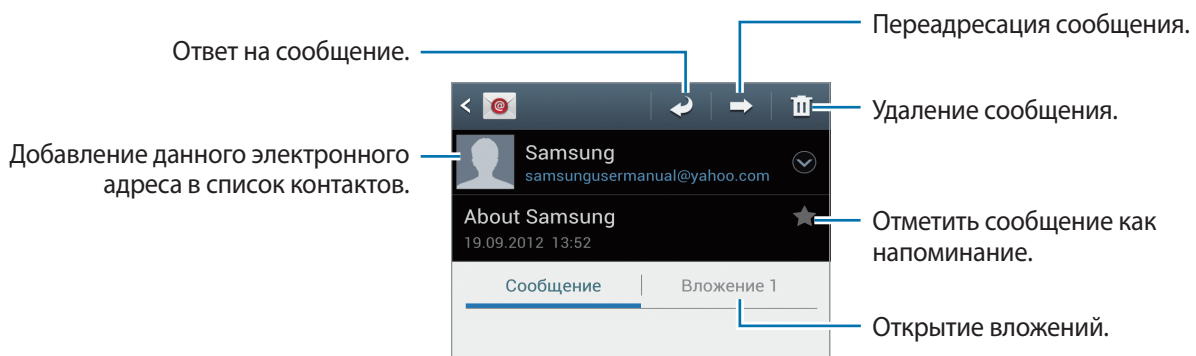 Переадресация сообщения.
Ответ на сообщение.
Удаление сообщения.
Добавление данного электронного
адреса в список контактов.
Samsung
samsungusermanual@yahoo.com
About Samsung
19.09.2012 13:52
Отметить сообщение как
напоминание.
Сообщение
Вложение 1
Открытие вложений.